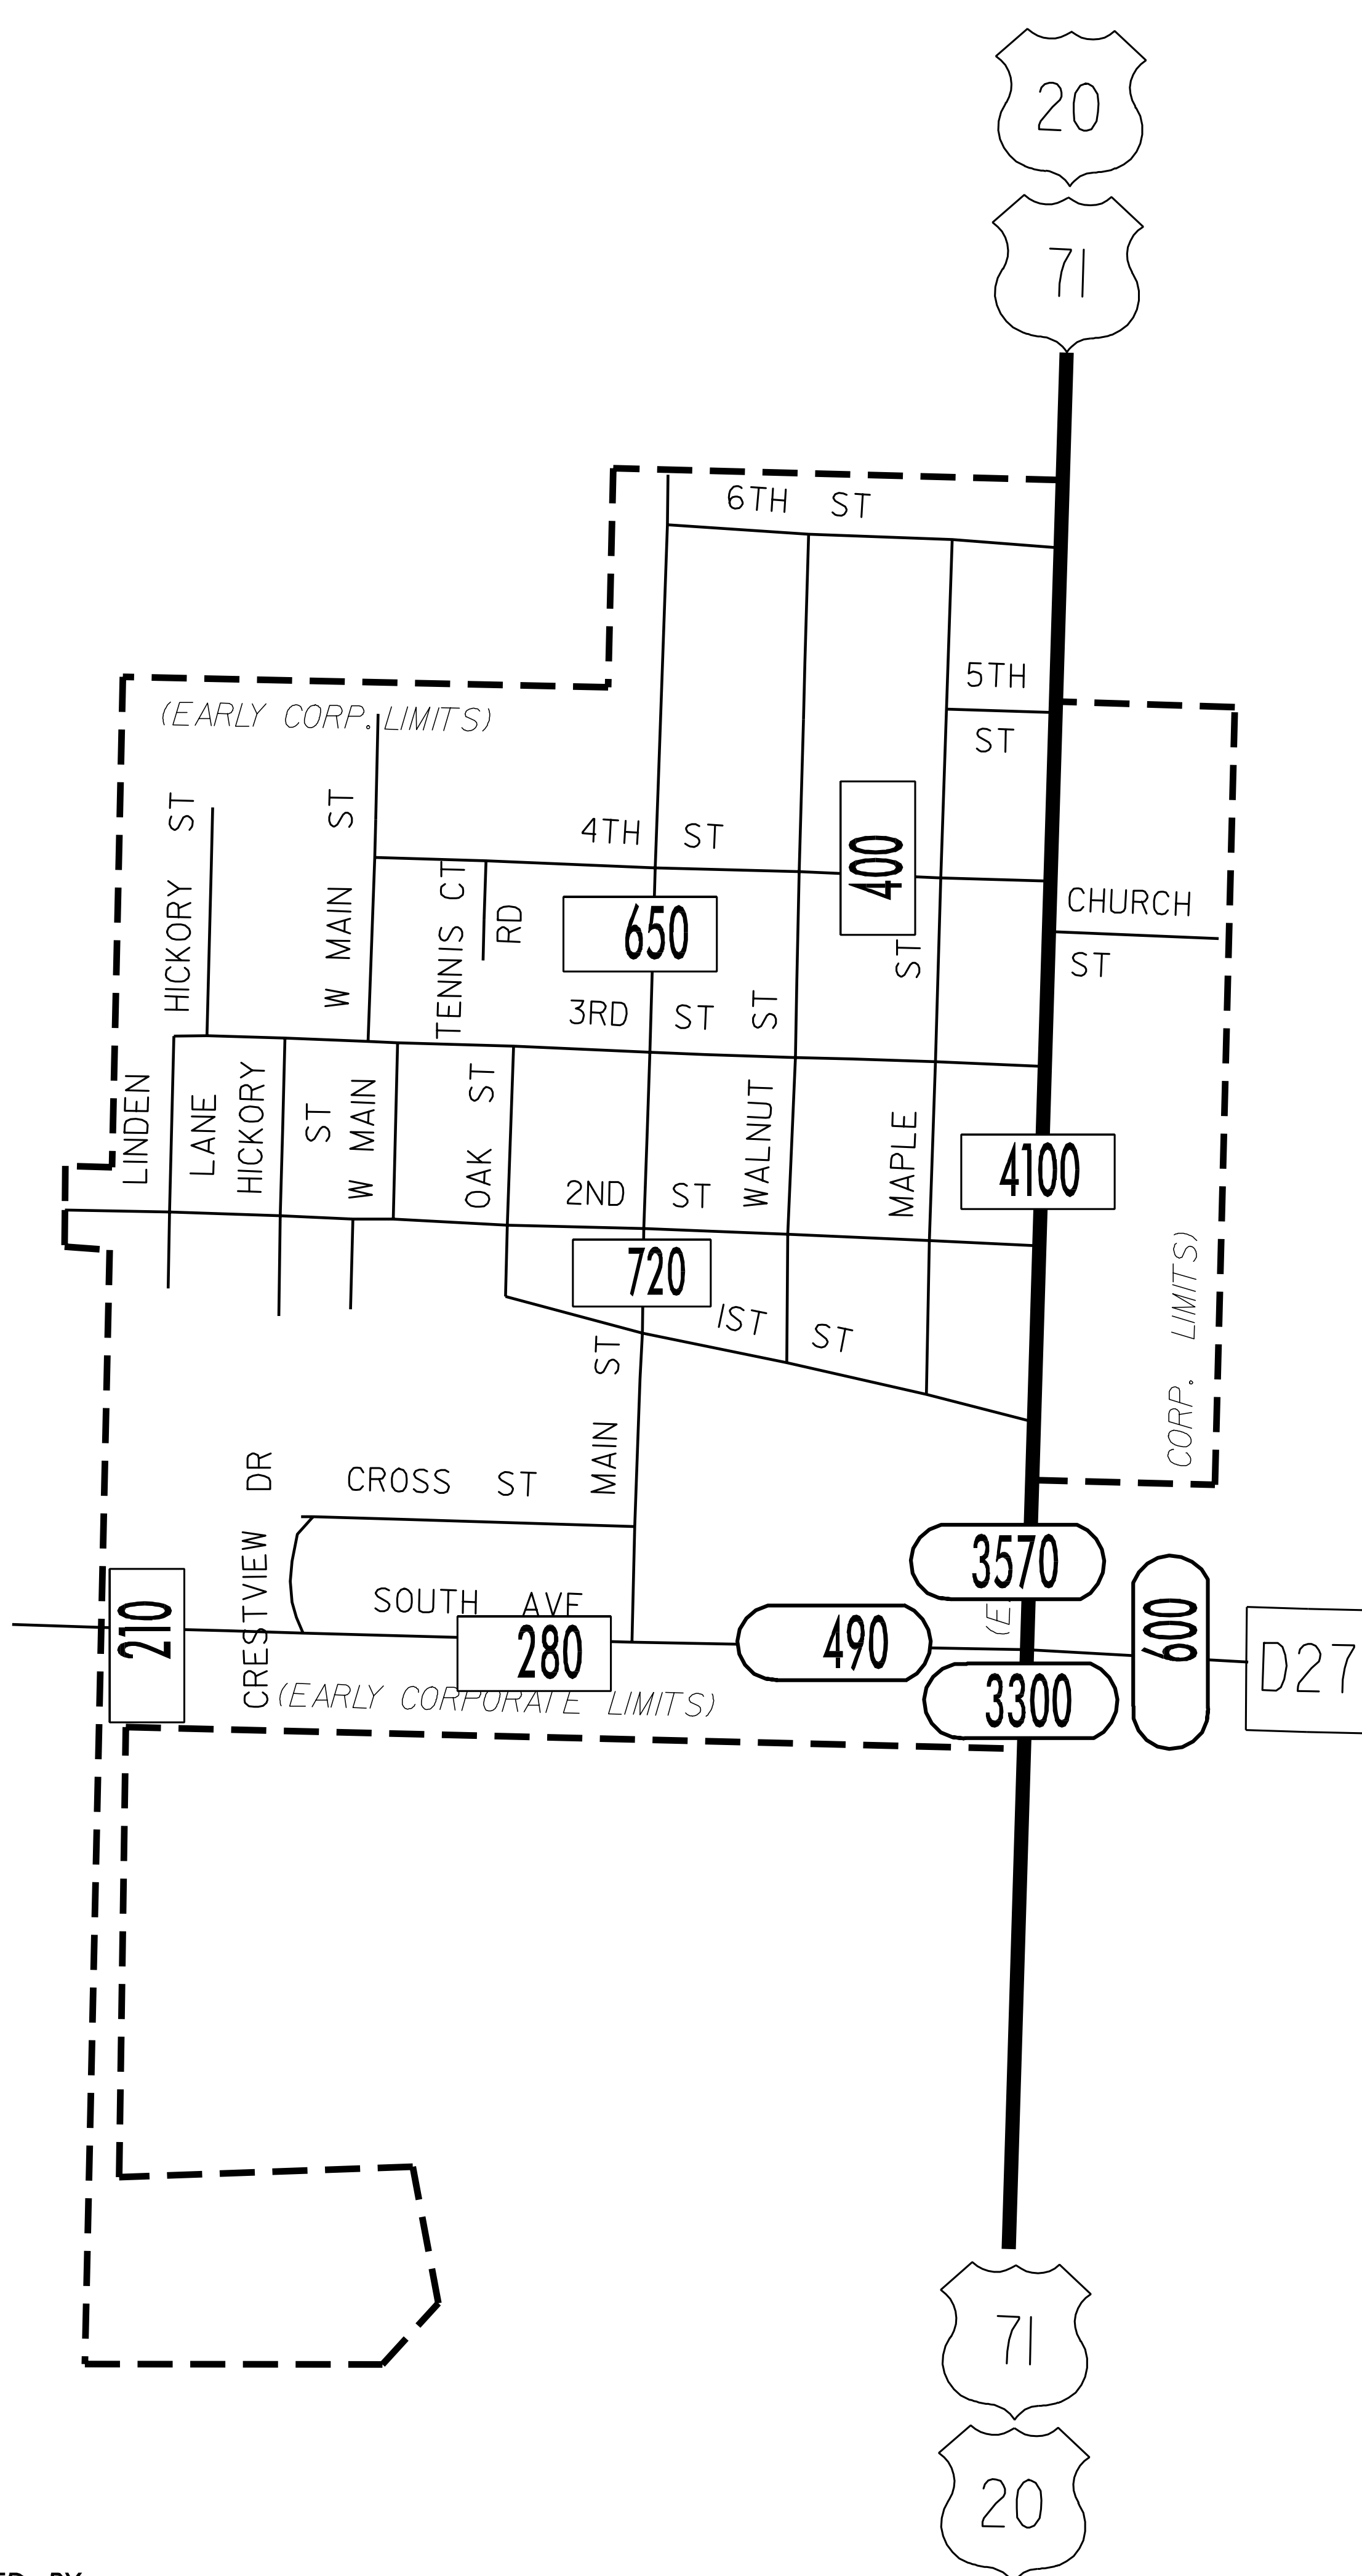 20
71
6TH ST
5TH
ST
(EARLY CORP. LIMITS)
HICKORY ST
W MAIN ST
4TH ST
400
TENNIS CT
RD
650
CHURCH
ST
3RD ST
ST
ST
LINDEN
LANE
HICKORY
ST
W MAIN
OAK ST
2ND ST
WALNUT
MAPLE
4100
720
1ST ST
MAIN ST
CORP. LIMITS)
CRESTVIEW DR
CROSS ST
3570
210
SOUTH AVE
280
490
(E
600
D27
3300
(EARLY CORPORATE LIMITS)
71
20
BY